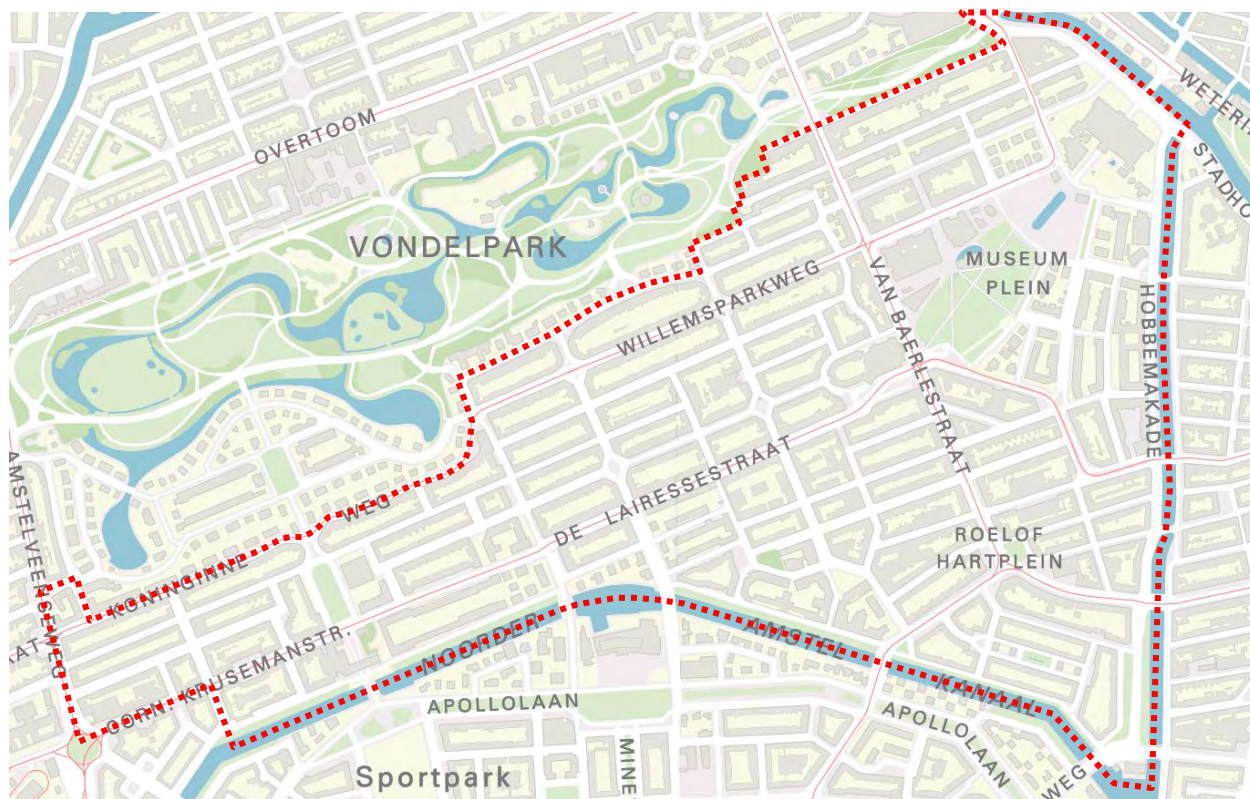 OVERTOOM
WETERI
STADHO
VONDELPARK
MUSEUM
PLEIN
VAN BAERLESTRAAT
HOBBEMAKADE
WILLEMSPARKWEG
AMSTELVEENSEWEG
DE LAIRESSESTRAAT
KONINGINNE WEG
ROELOF
HARTPLEIN
RAT.
CORN. KRUSEMANSTR.
NOORDER AMSTEL KANAAL
APOLLOLAAN
APOLLOLAAN
MINE
WEG
Sportpark